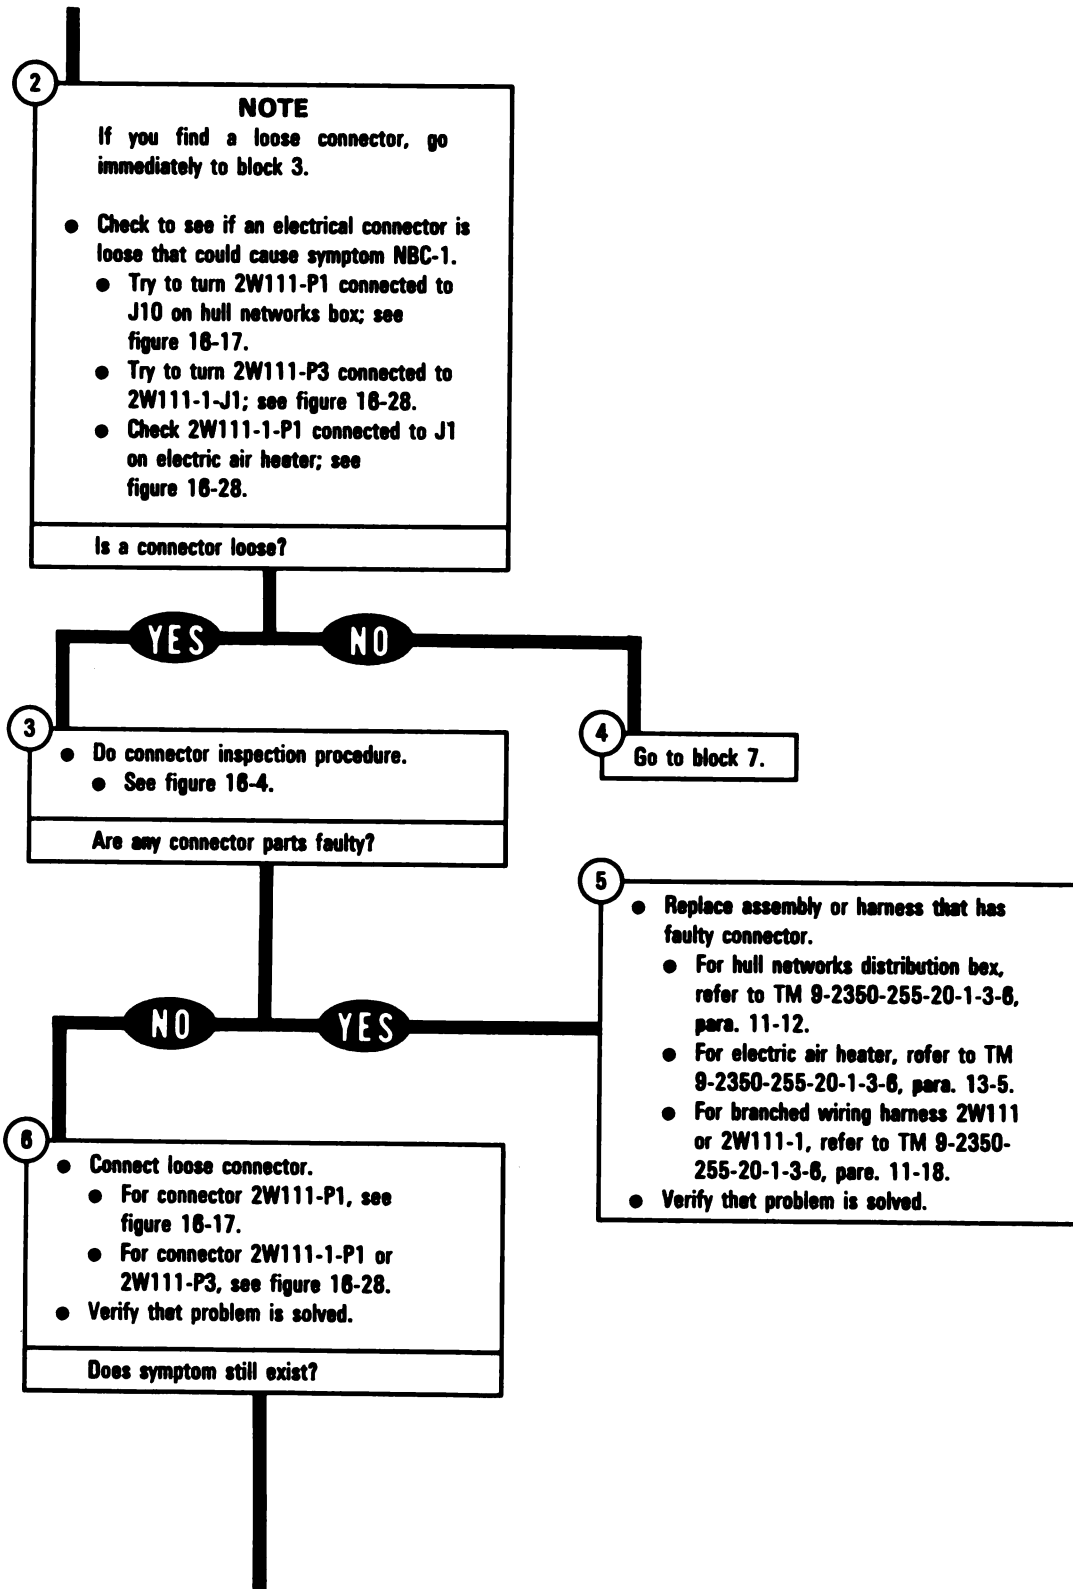 2
NOTE
If you find a loose connector, go
immediately to block 3.
● Check to see if an electrical connector is
loose that could cause symptom NBC-1.
● Try to turn 2W111-P1 connected to
J10 on hull networks box; see
figure 16-17.
● Try to turn 2W111-P3 connected to
2W111-1-J1; see figure 16-28.
● Check 2W111-1-P1 connected to J1
on electric air heater; see
figure 16-28.
Is a connector loose?
YES NO
3
● Do connector inspection procedure.
● See figure 16-4.
Are any connector parts faulty?
4
Go to block 7.
NO YES
5
● Replace assembly or harness that has
faulty connector.
● For hull networks distribution box,
refer to TM 9-2350-255-20-1-3-6,
para. 11-12.
● For electric air heater, refer to TM
9-2350-255-20-1-3-6, para. 13-5.
● For branched wiring harness 2W111
or 2W111-1, refer to TM 9-2350-
255-20-1-3-6, para. 11-18.
● Verify that problem is solved.
6
● Connect loose connector.
● For connector 2W111-P1, see
figure 16-17.
● For connector 2W111-1-P1 or
2W111-P3, see figure 16-28.
● Verify that problem is solved.
Does symptom still exist?